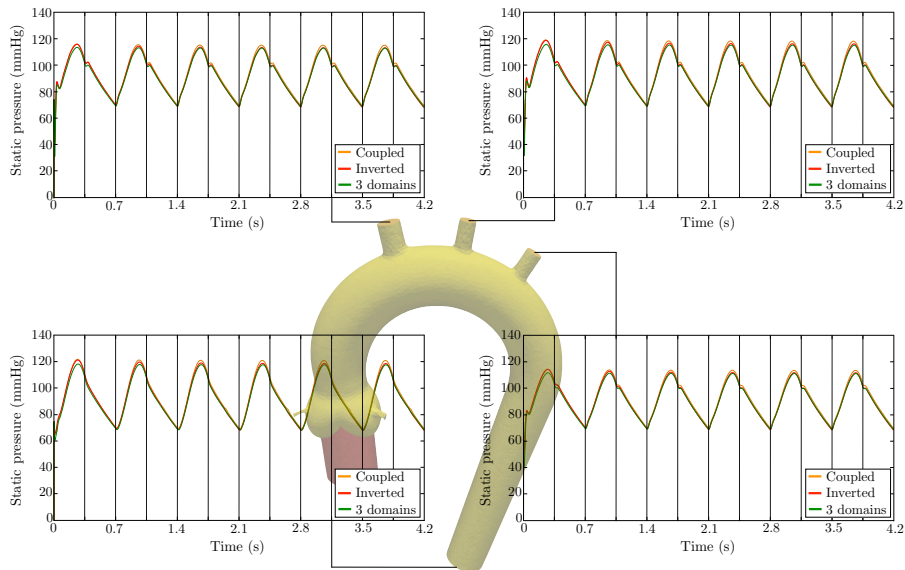 140
120
100
80
60
40
20
0
Static pressure (mmHg)
Coupled
Inverted
3 domains
0 0.7 1.4 2.1 2.8 3.5 4.2
Time (s)
140
120
100
80
60
40
20
0
Static pressure (mmHg)
Coupled
Inverted
3 domains
0 0.7 1.4 2.1 2.8 3.5 4.2
Time (s)
140
120
100
80
60
40
20
0
Static pressure (mmHg)
Coupled
Inverted
3 domains
0 0.7 1.4 2.1 2.8 3.5 4.2
Time (s)
140
120
100
80
60
40
20
0
Static pressure (mmHg)
Coupled
Inverted
3 domains
0 0.7 1.4 2.1 2.8 3.5 4.2
Time (s)